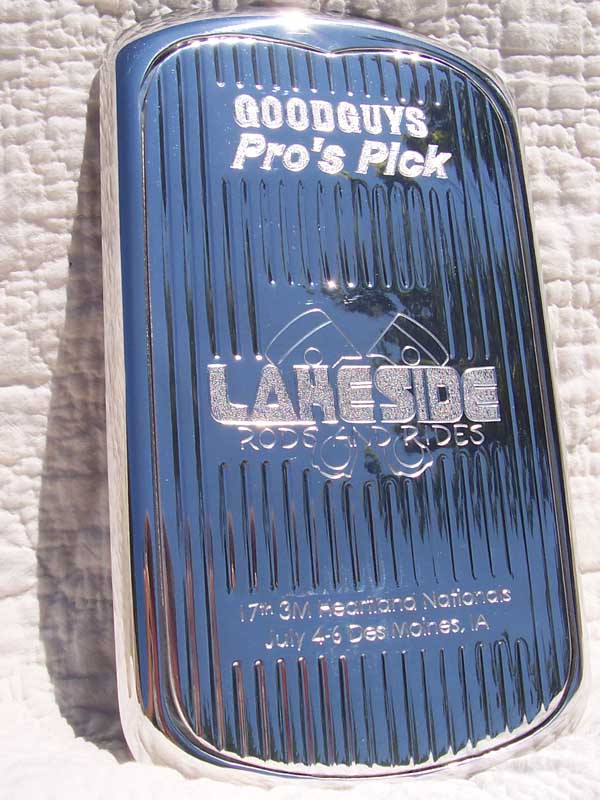 GOODGUYS
Pro's Pick
LAKESIDE
RODS AND RIDES
17th 3M Heartland Nationals
July 4-6 Des Moines, IA